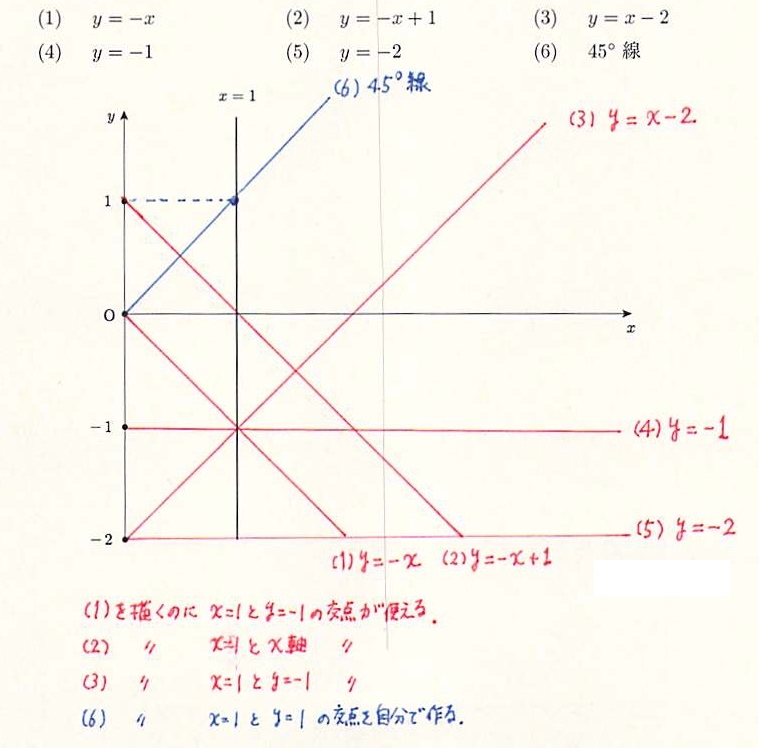 (1) y = −x (2) y = −x + 1 (3) y = x − 2
(4) y = −1 (5) y = −2 (6) 45° 線
(6) 45° 線
x = 1
y
(3) y = x−2
1
O
x
−1
(4) y = −1
−2
(5) y = −2
(1) y = −x (2) y = −x+1
(1)を描くのに x=1 と y=−1 の交点が使える.
(2) 〃 x=1 と x軸 〃
(3) 〃 x=1 と y=−1 〃
(6) 〃 x=1 と y=1 の交点を自分で作る.